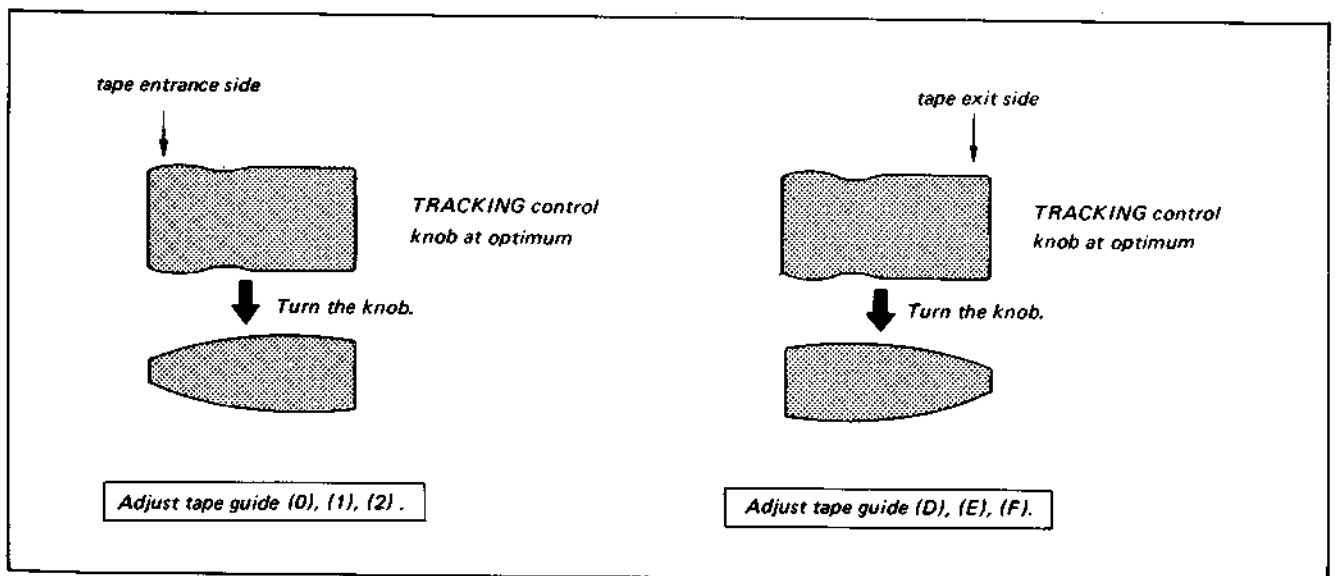 tape entrance side
TRACKING control
knob at optimum
Turn the knob.
Adjust tape guide (0), (1), (2) .
tape exit side
TRACKING control
knob at optimum
Turn the knob.
Adjust tape guide (D), (E), (F).